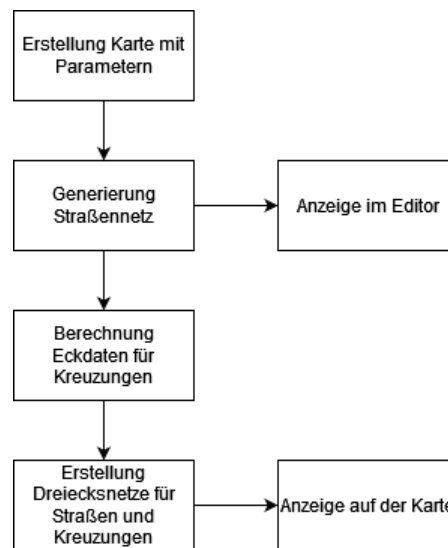 Erstellung Karte mit
Parametern
Generierung
Straßennetz
Anzeige im Editor
Berechnung
Eckdaten für
Kreuzungen
Erstellung
Dreiecksnetze für
Straßen und
Kreuzungen
Anzeige auf der Karte